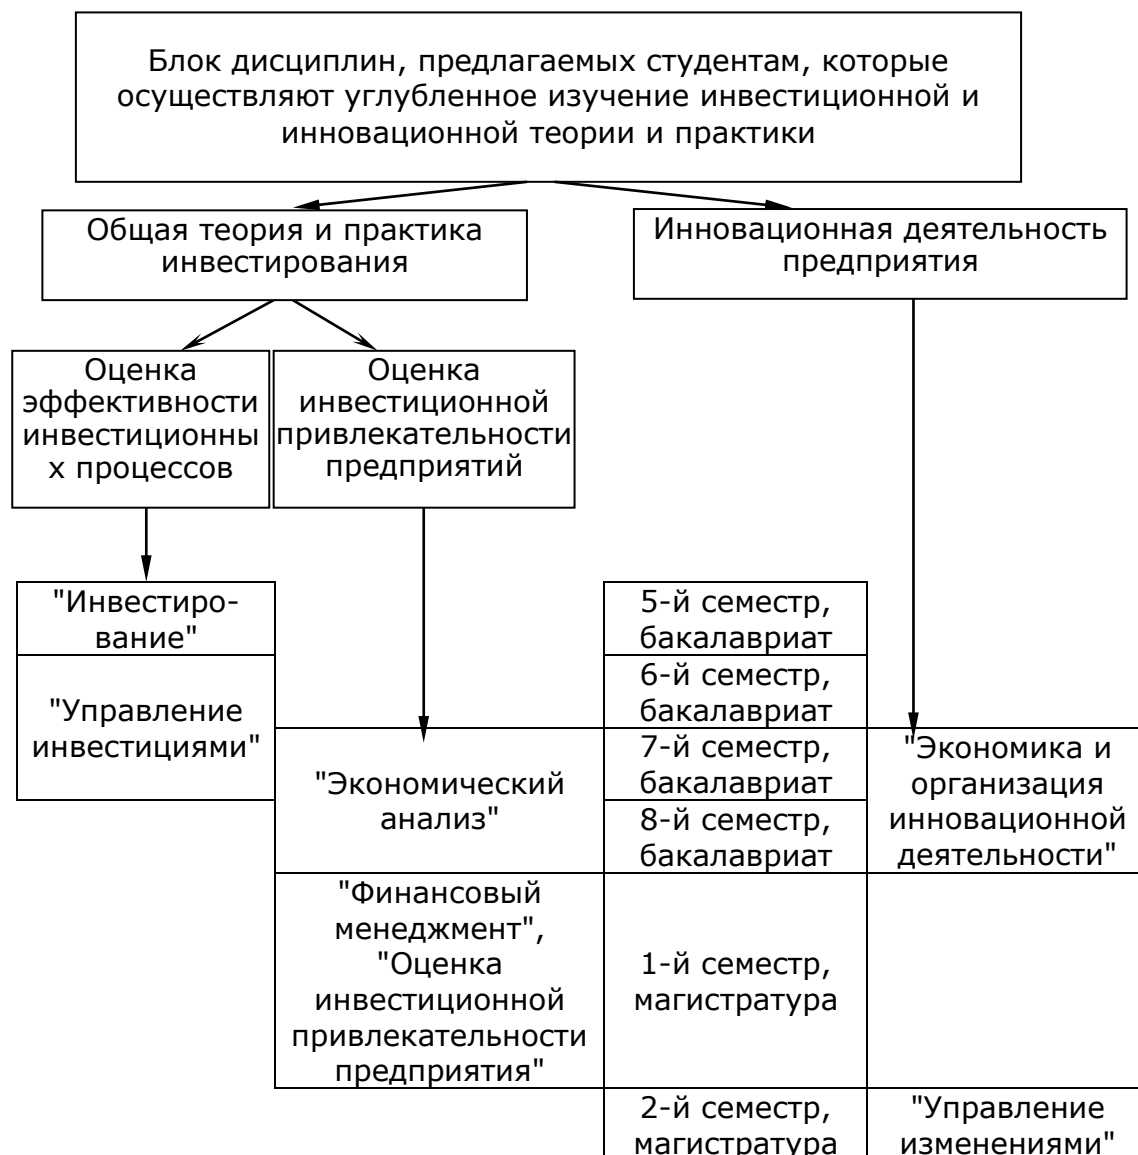 Блок дисциплин, предлагаемых студентам, которые
осуществляют углубленное изучение инвестиционной и
инновационной теории и практики
Общая теория и практика
инвестирования
Инновационная деятельность
предприятия
Оценка
эффективности
инвестиционны
х процессов
Оценка
инвестиционной
привлекательности
предприятий
"Инвестиро-
вание"
5-й семестр,
бакалавриат
"Управление
инвестициями"
6-й семестр,
бакалавриат
"Экономический
анализ"
7-й семестр,
бакалавриат
8-й семестр,
бакалавриат
"Экономика и
организация
инновационной
деятельности"
"Финансовый
менеджмент",
"Оценка
инвестиционной
привлекательности
предприятия"
1-й семестр,
магистратура
2-й семестр,
магистратура
"Управление
изменениями"